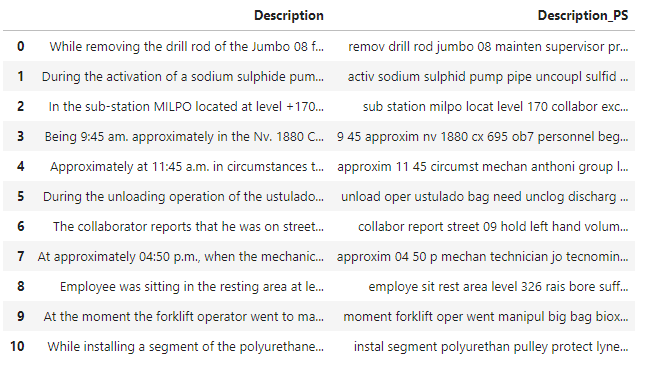 Description Description_PS
0 While removing the drill rod of the Jumbo 08 f... remov drill rod jumbo 08 mainten supervisor pr...
1 During the activation of a sodium sulphide pum... activ sodium sulphid pump pipe uncoupl sulfid ...
2 In the sub-station MILPO located at level +170... sub station milpo locat level 170 collabor exc...
3 Being 9:45 am. approximately in the Nv. 1880 C... 9 45 approxim nv 1880 cx 695 ob7 personnel beg...
4 Approximately at 11:45 a.m. in circumstances t... approxim 11 45 circumst mechan anthoni group l...
5 During the unloading operation of the ustulado... unload oper ustulado bag need unclog discharg ...
6 The collaborator reports that he was on street... collabor report street 09 hold left hand volum...
7 At approximately 04:50 p.m., when the mechanic... approxim 04 50 p mechan technician jo tecnomin...
8 Employee was sitting in the resting area at le... employe sit rest area level 326 rais bore suff...
9 At the moment the forklift operator went to ma... moment forklift oper went manipul big bag biox...
10 While installing a segment of the polyurethane... instal segment polyurethan pulley protect lyne...